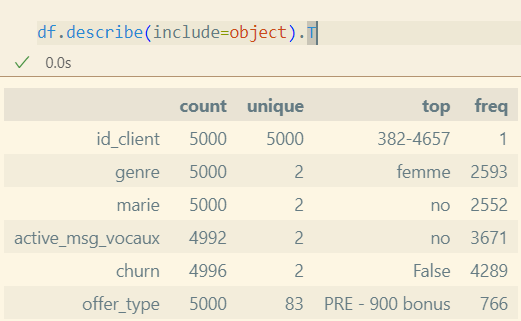 df.describe(include=object).T
✓ 0.0s
count unique top freq
id_client 5000 5000 382-4657 1
genre 5000 2 femme 2593
marie 5000 2 no 2552
active_msg_vocaux 4992 2 no 3671
churn 4996 2 False 4289
offer_type 5000 83 PRE - 900 bonus 766